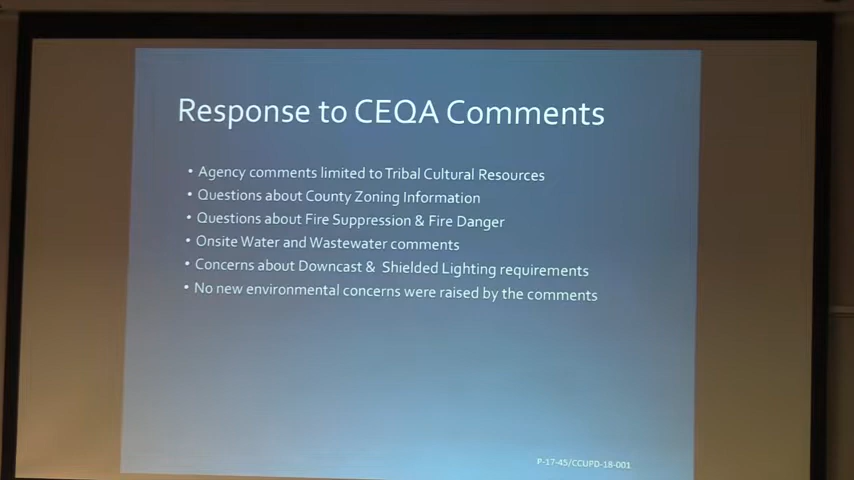 Response to CEQA Comments
• Agency comments limited to Tribal Cultural Resources
• Questions about County Zoning Information
• Questions about Fire Suppression & Fire Danger
• Onsite Water and Wastewater comments
• Concerns about Downcast & Shielded Lighting requirements
• No new environmental concerns were raised by the comments
P-17-45/CCUPD-18-001